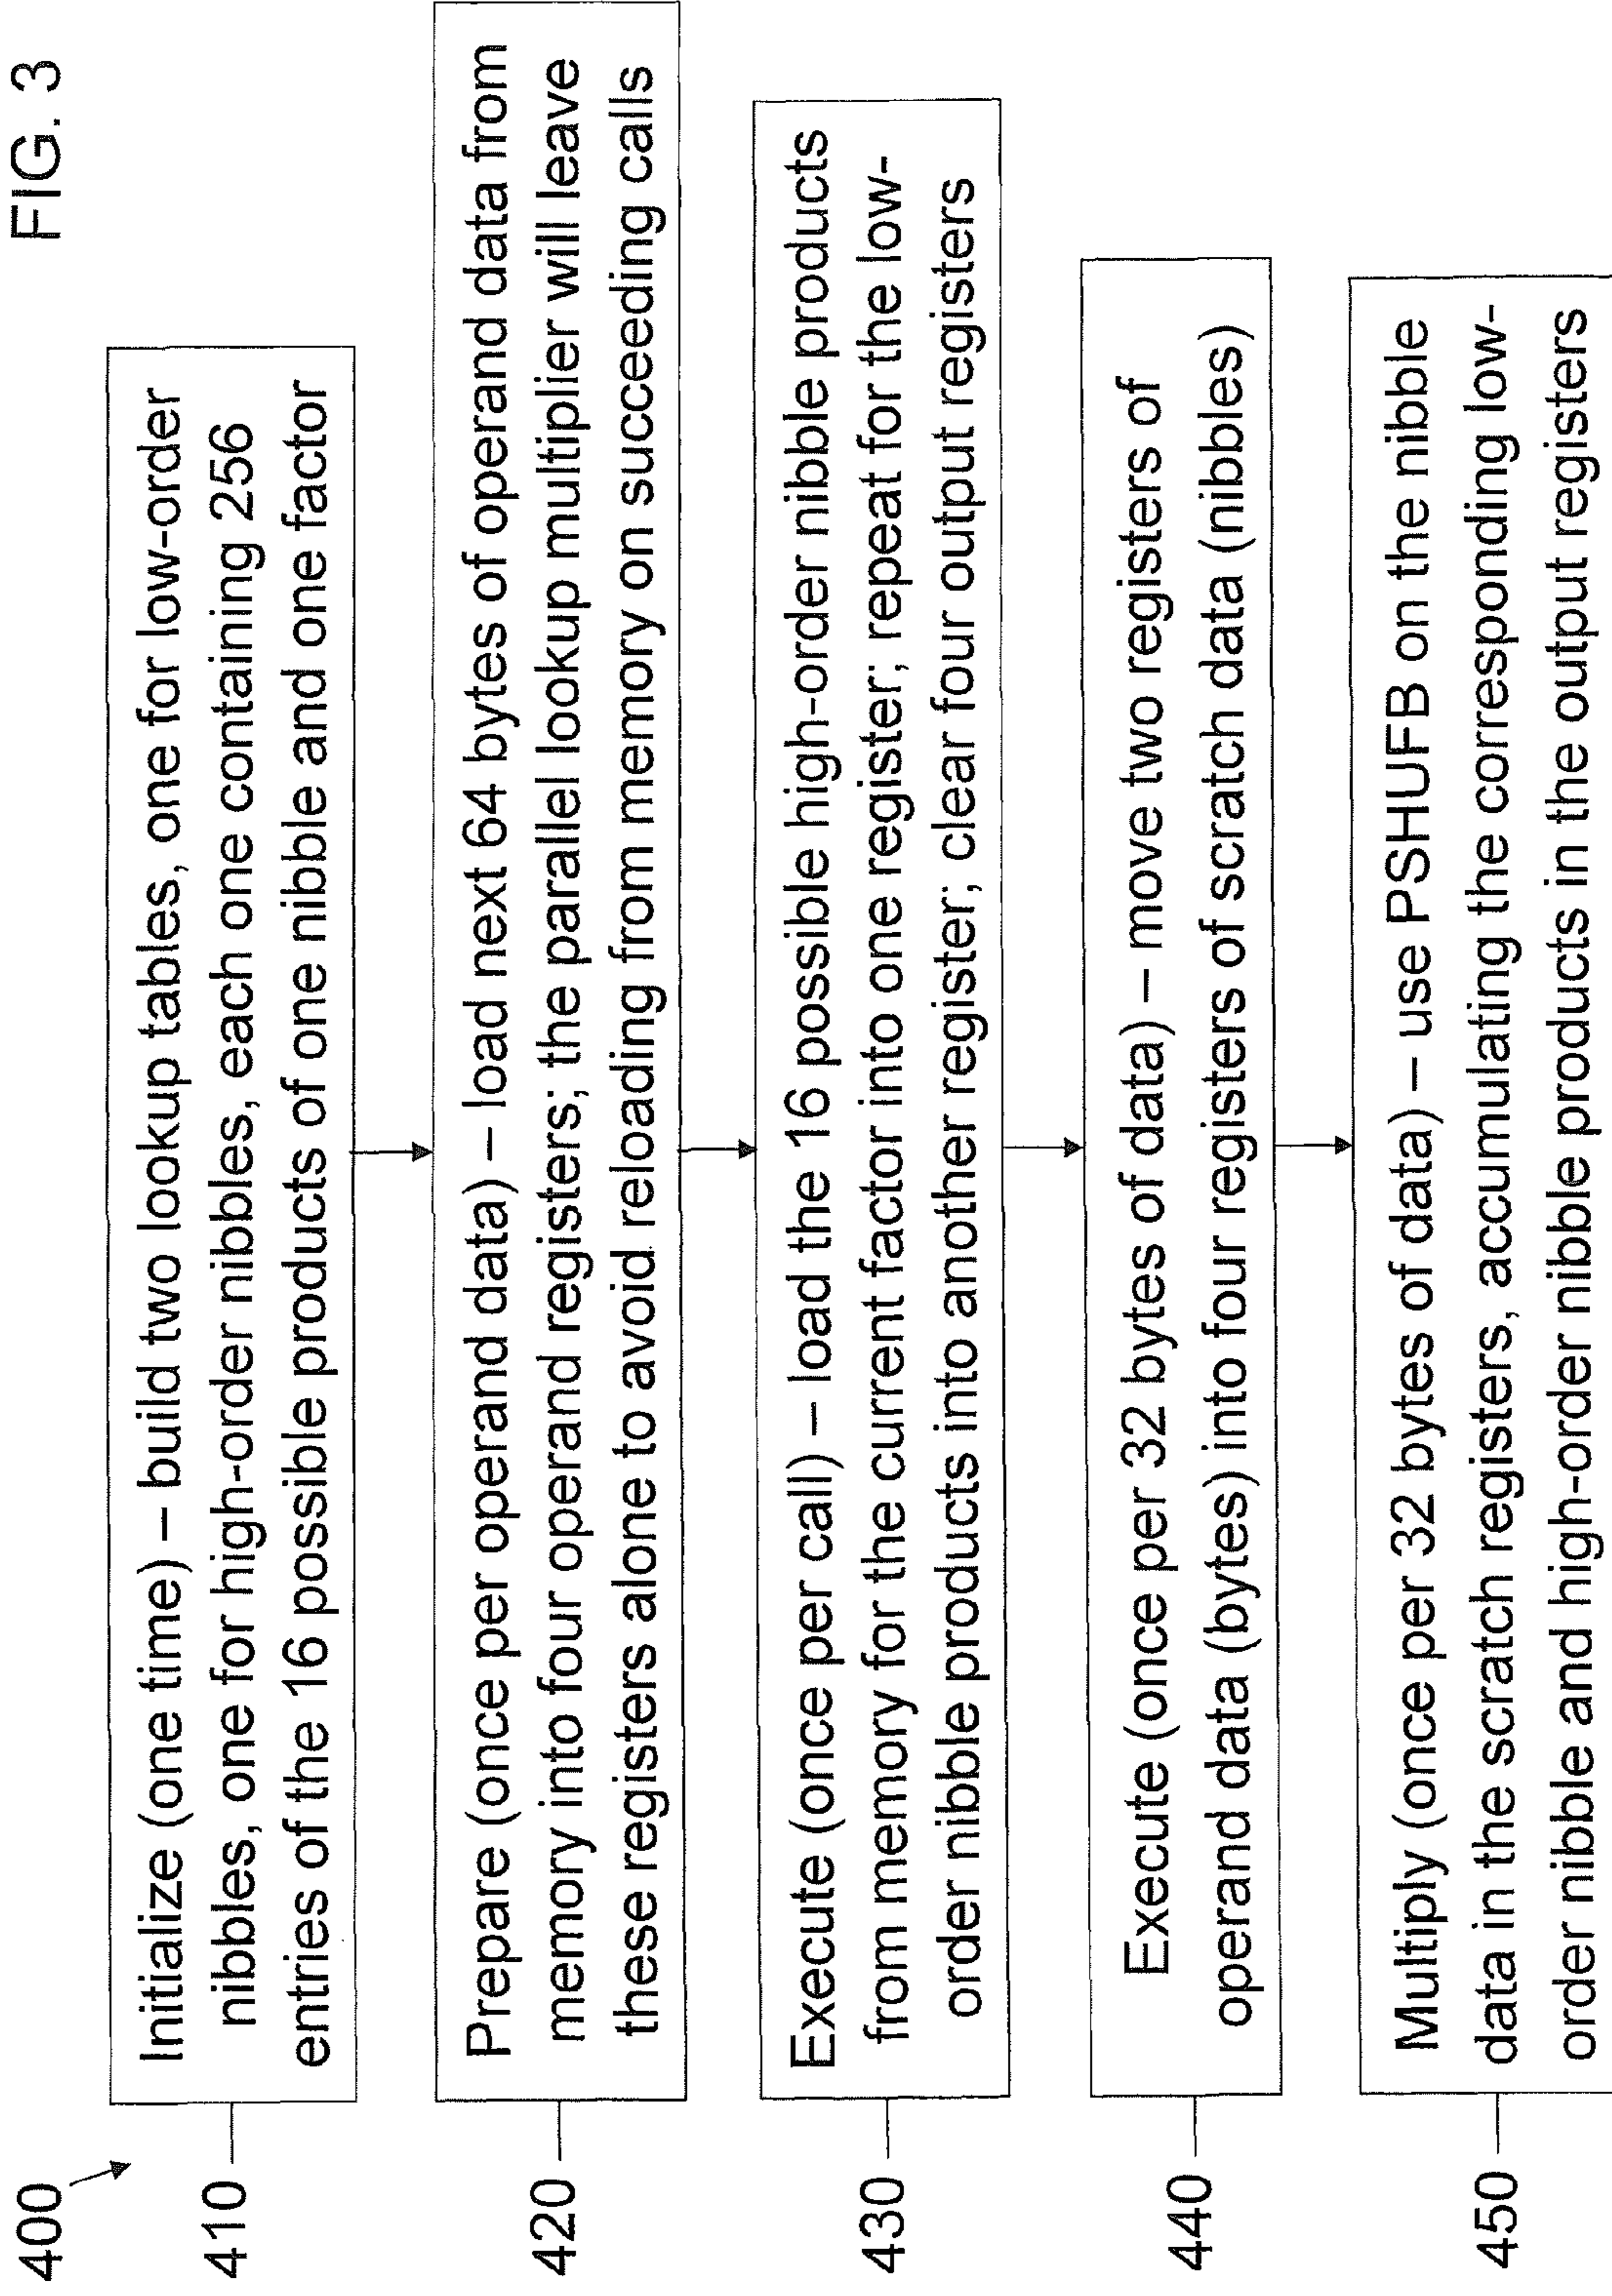 FIG. 3
400
410
Initialize (one time) – build two lookup tables, one for low-order
nibbles, one for high-order nibbles, each one containing 256
entries of the 16 possible products of one nibble and one factor
420
Prepare (once per operand data) – load next 64 bytes of operand data from
memory into four operand registers; the parallel lookup multiplier will leave
these registers alone to avoid reloading from memory on succeeding calls
430
Execute (once per call) – load the 16 possible high-order nibble products
from memory for the current factor into one register; repeat for the low-
order nibble products into another register; clear four output registers
440
Execute (once per 32 bytes of data) – move two registers of
operand data (bytes) into four registers of scratch data (nibbles)
450
Multiply (once per 32 bytes of data) – use PSHUFB on the nibble
data in the scratch registers, accumulating the corresponding low-
order nibble and high-order nibble products in the output registers